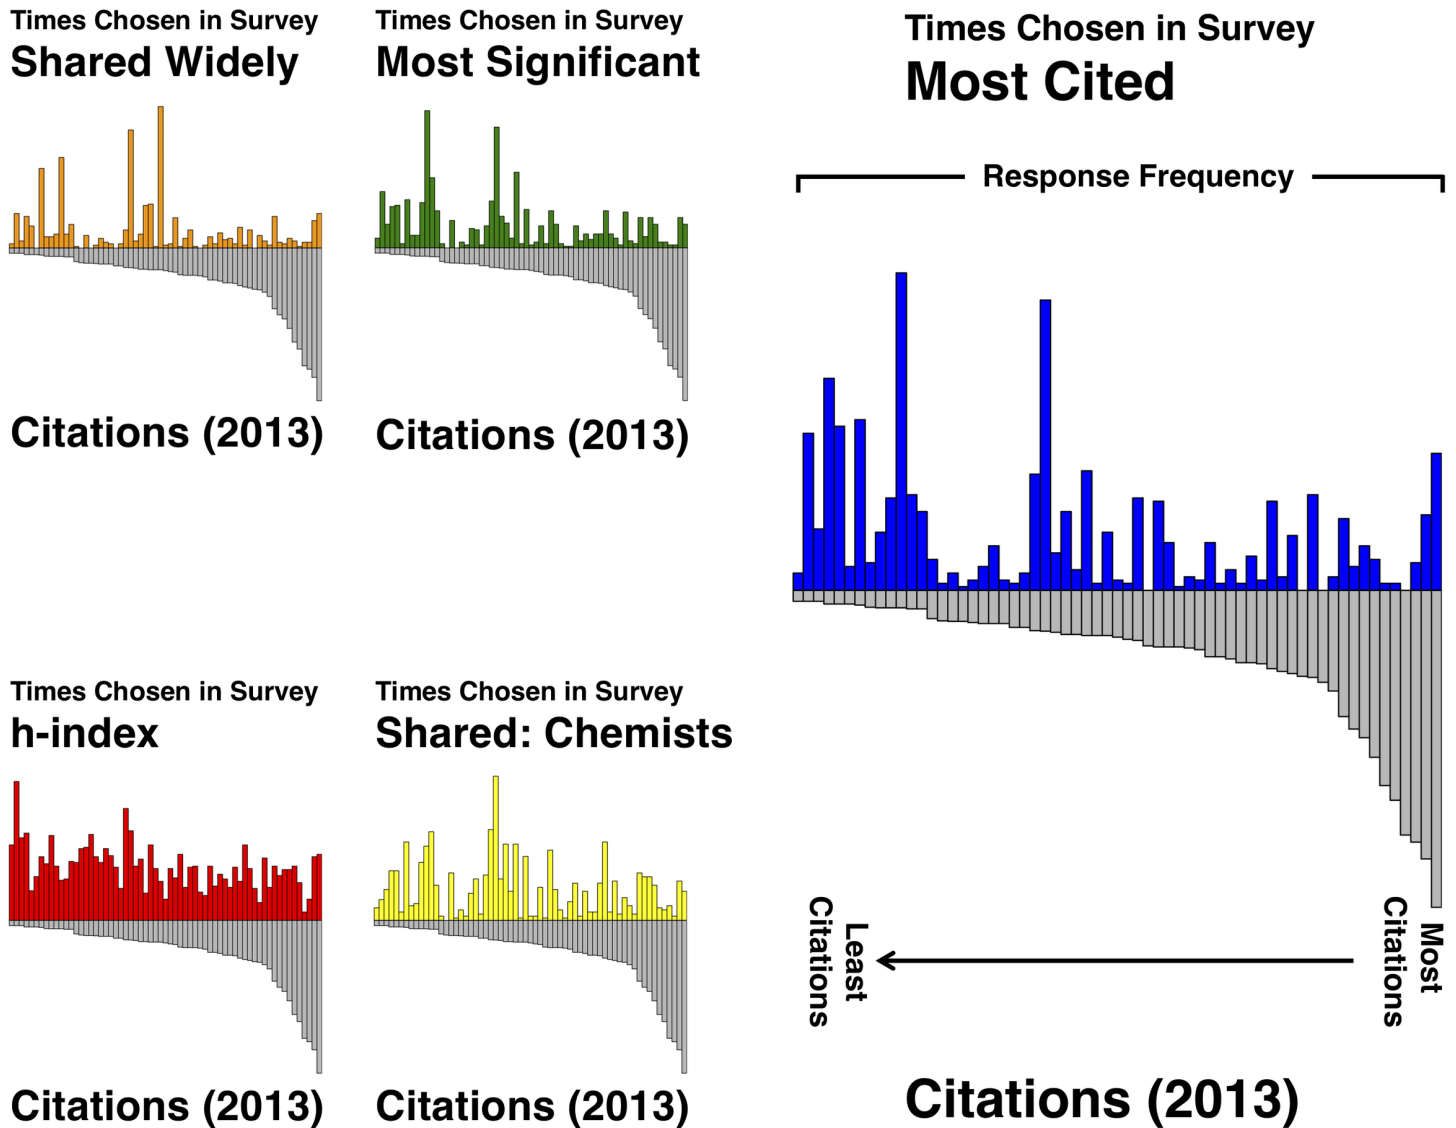 Times Chosen in Survey
Shared Widely
Citations (2013)
Times Chosen in Survey
Most Significant
Citations (2013)
Times Chosen in Survey
h-index
Citations (2013)
Times Chosen in Survey
Shared: Chemists
Citations (2013)
Times Chosen in Survey
Most Cited
Response Frequency
Least
Citations
Most
Citations
Citations (2013)